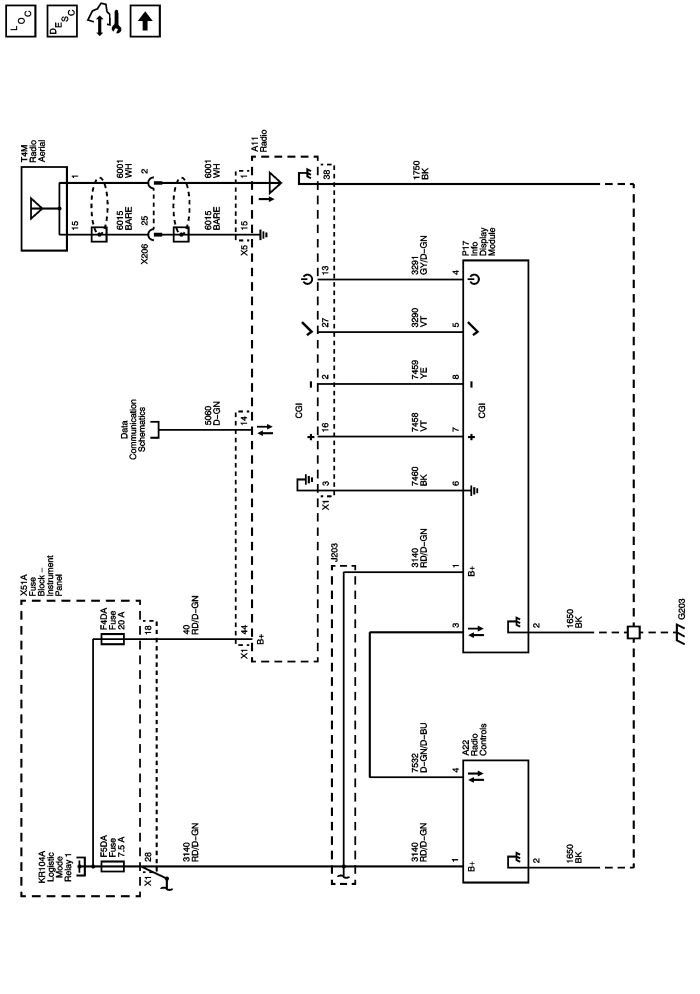 LOC
DESC
T4M
Radio
Aerial
1
15
6001
WH
6015
BARE
2
25
X206
6001
WH
6015
BARE
1
15
X5
A11
Radio
38
1750
BK
13
3291
GY/D-GN
4
P17
Info
Display
Module
27
3290
VT
5
2
7459
YE
8
CGI
CGI
16
7458
VT
7
3
X1
7460
BK
6
Data
Communication
Schematics
5060
D-GN
14
X51A
Fuse
Block –
Instrument
Panel
F4DA
Fuse
20 A
18
40
RD/D-GN
44
X1
B+
J203
3140
RD/D-GN
1
B+
3
2
1650
BK
G203
KR104A
Logistic
Mode
Relay 1
F5DA
Fuse
7.5 A
28
X1
3140
RD/D-GN
3140
RD/D-GN
1
B+
7532
D-GN/D-BU
4
A22
Radio
Controls
2
1650
BK